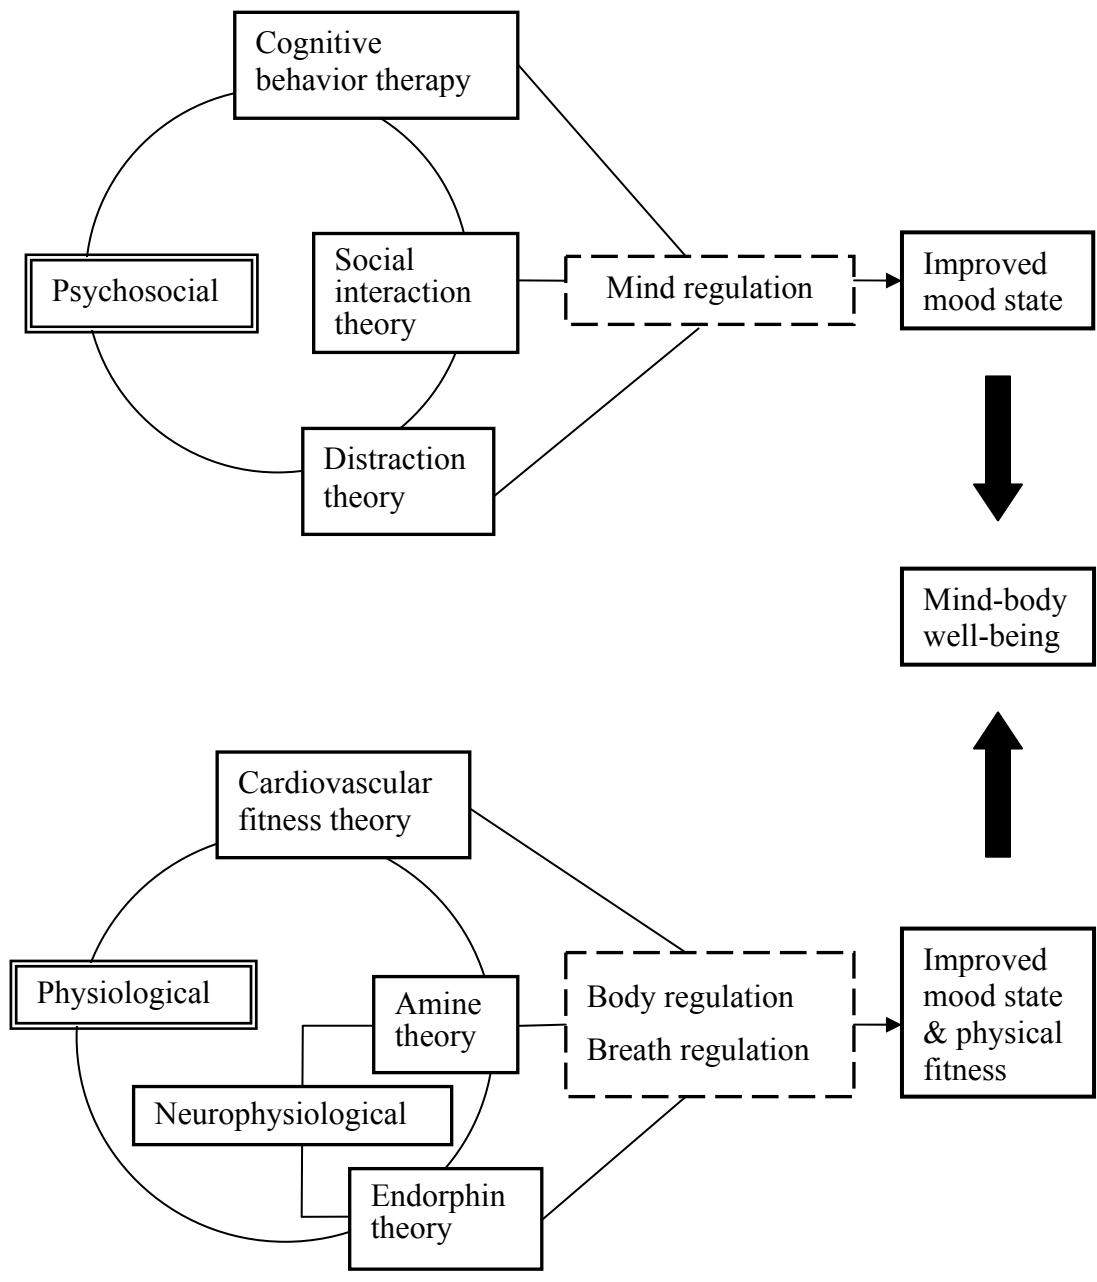 Cognitive
behavior therapy
Psychosocial
Social
interaction
theory
Mind regulation
Improved
mood state
Distraction
theory
Mind-body
well-being
Cardiovascular
fitness theory
Physiological
Amine
theory
Neurophysiological
Endorphin
theory
Body regulation
Breath regulation
Improved
mood state
& physical
fitness